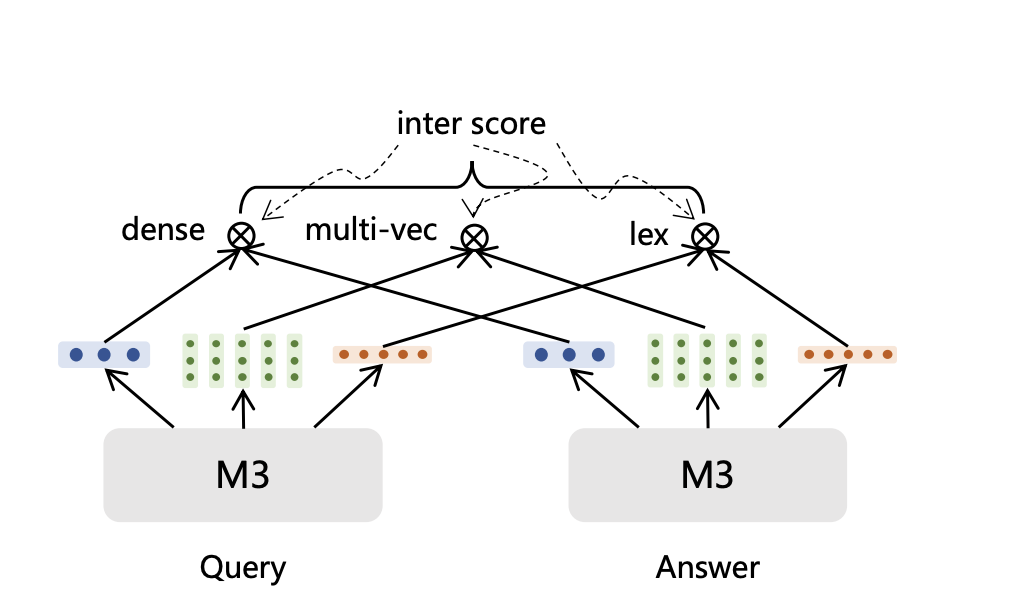 inter score
dense
multi-vec
lex
M3
M3
Query
Answer